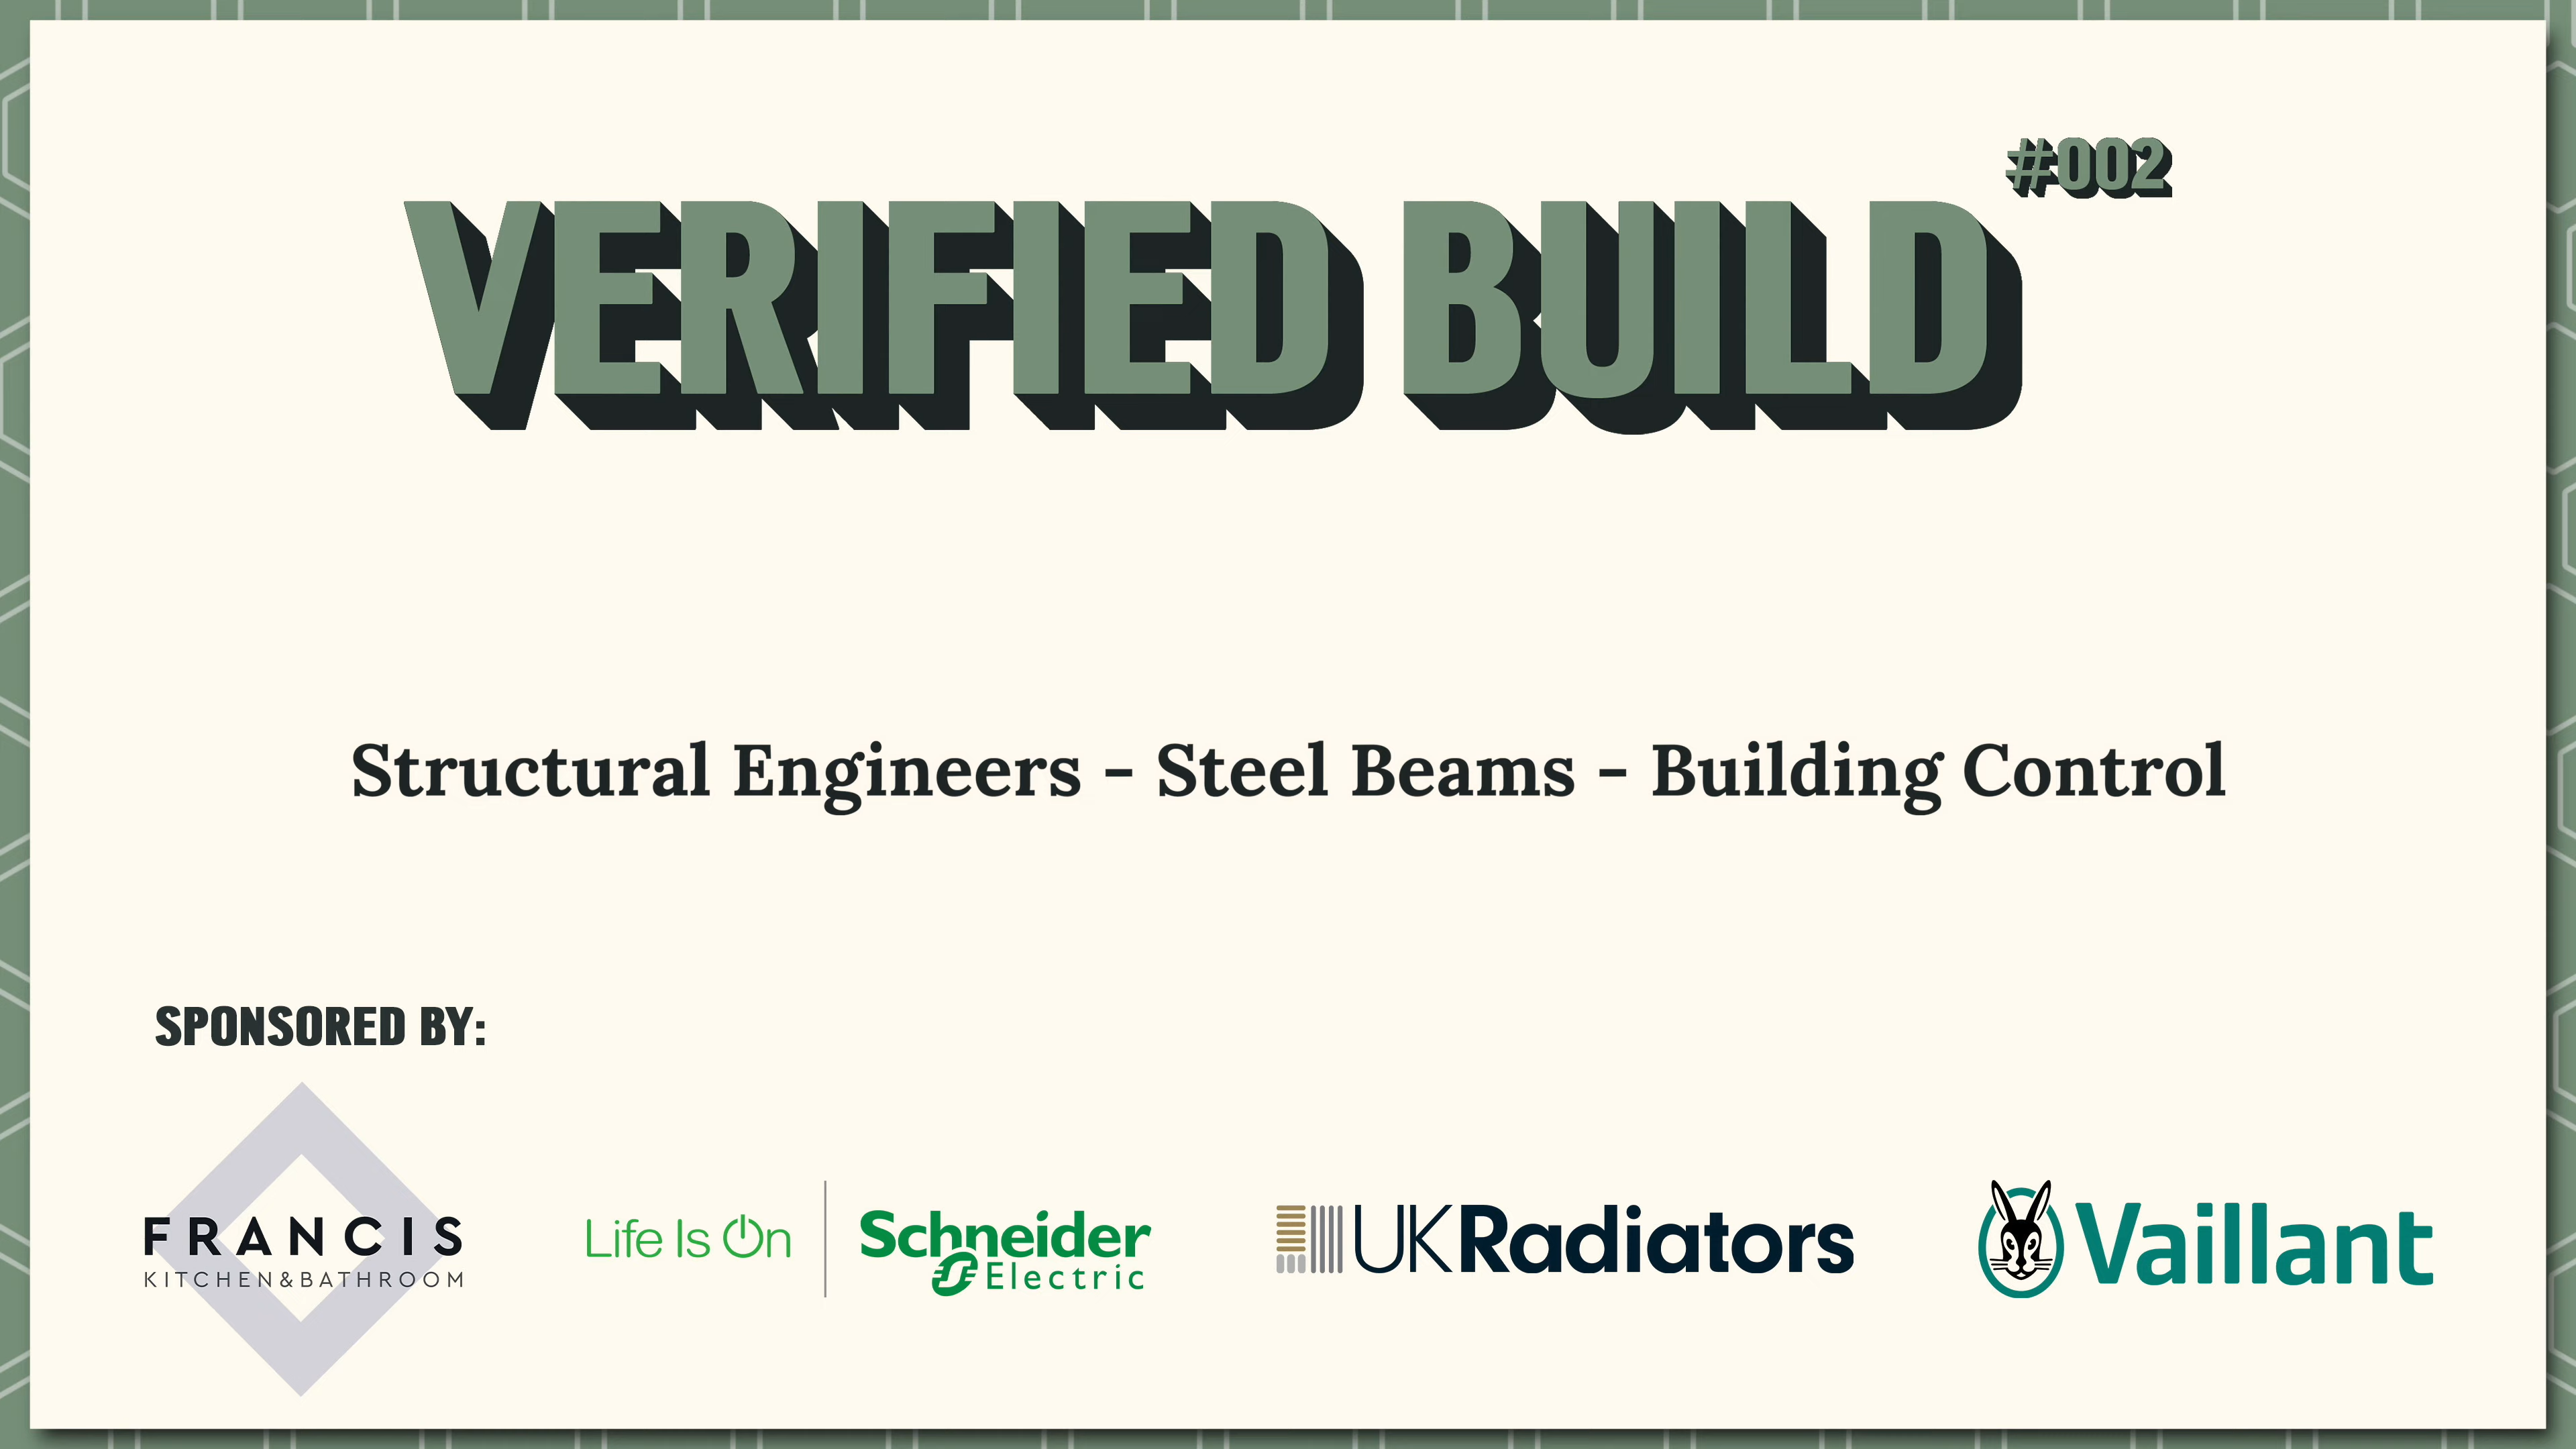 #002
VERIFIED BUILD
Structural Engineers - Steel Beams - Building Control
SPONSORED BY:
FRANCIS
KITCHEN&BATHROOM
Life Is On
Schneider
Electric
UKRadiators
Vaillant